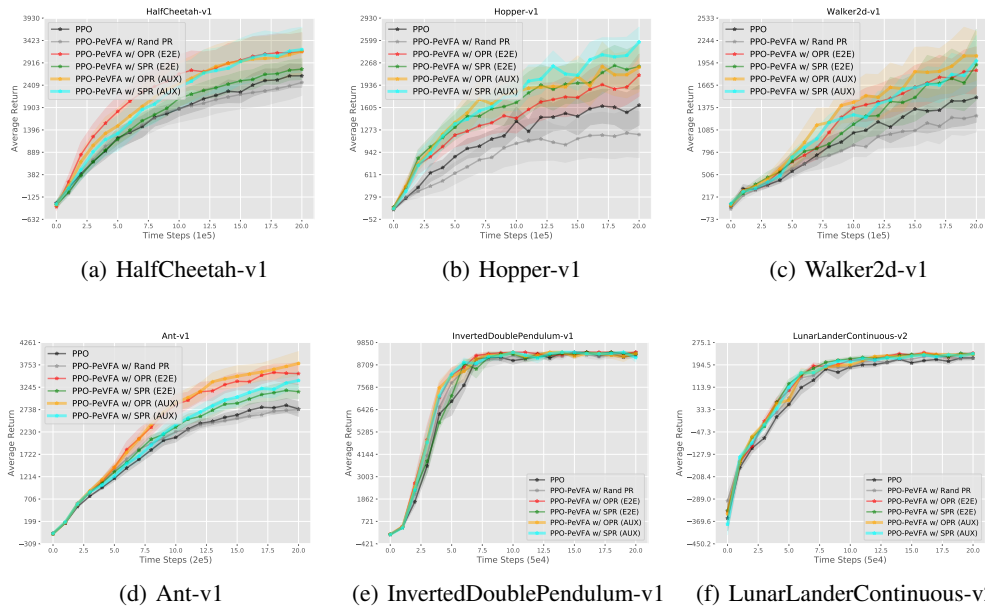 HalfCheetah-v1
3930
3423
2916
2409
1903
1396
889
382
−125
−632
Average Return
PPO
PPO-PeVFA w/ Rand PR
PPO-PeVFA w/ OPR (E2E)
PPO-PeVFA w/ SPR (E2E)
PPO-PeVFA w/ OPR (AUX)
PPO-PeVFA w/ SPR (AUX)
0.0 2.5 5.0 7.5 10.0 12.5 15.0 17.5 20.0
Time Steps (1e5)
(a) HalfCheetah-v1
Hopper-v1
2930
2599
2268
1936
1605
1273
942
611
279
−52
Average Return
PPO
PPO-PeVFA w/ Rand PR
PPO-PeVFA w/ OPR (E2E)
PPO-PeVFA w/ SPR (E2E)
PPO-PeVFA w/ OPR (AUX)
PPO-PeVFA w/ SPR (AUX)
0.0 2.5 5.0 7.5 10.0 12.5 15.0 17.5 20.0
Time Steps (1e5)
(b) Hopper-v1
Walker2d-v1
2533
2244
1954
1665
1375
1085
796
506
217
−73
Average Return
PPO
PPO-PeVFA w/ Rand PR
PPO-PeVFA w/ OPR (E2E)
PPO-PeVFA w/ SPR (E2E)
PPO-PeVFA w/ OPR (AUX)
PPO-PeVFA w/ SPR (AUX)
0.0 2.5 5.0 7.5 10.0 12.5 15.0 17.5 20.0
Time Steps (1e5)
(c) Walker2d-v1
Ant-v1
4261
3753
3245
2738
2230
1722
1214
706
199
−309
Average Return
PPO
PPO-PeVFA w/ Rand PR
PPO-PeVFA w/ OPR (E2E)
PPO-PeVFA w/ SPR (E2E)
PPO-PeVFA w/ OPR (AUX)
PPO-PeVFA w/ SPR (AUX)
0.0 2.5 5.0 7.5 10.0 12.5 15.0 17.5 20.0
Time Steps (2e5)
(d) Ant-v1
InvertedDoublePendulum-v1
9850
8709
7568
6426
5285
4144
3003
1862
721
−421
Average Return
PPO
PPO-PeVFA w/ Rand PR
PPO-PeVFA w/ OPR (E2E)
PPO-PeVFA w/ SPR (E2E)
PPO-PeVFA w/ OPR (AUX)
PPO-PeVFA w/ SPR (AUX)
0.0 2.5 5.0 7.5 10.0 12.5 15.0 17.5 20.0
Time Steps (5e4)
(e) InvertedDoublePendulum-v1
LunarLanderContinuous-v2
275.1
194.5
113.9
33.3
−47.3
−127.9
−208.4
−289.0
−369.6
−450.2
Average Return
PPO
PPO-PeVFA w/ Rand PR
PPO-PeVFA w/ OPR (E2E)
PPO-PeVFA w/ SPR (E2E)
PPO-PeVFA w/ OPR (AUX)
PPO-PeVFA w/ SPR (AUX)
0.0 2.5 5.0 7.5 10.0 12.5 15.0 17.5 20.0
Time Steps (5e4)
(f) LunarLanderContinuous-v